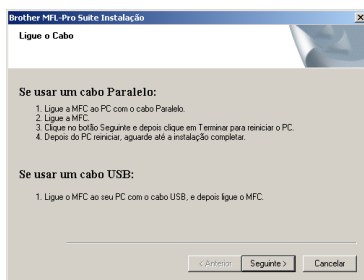 Brother MFL-Pro Suite Instalação
Ligue o Cabo
Se usar um cabo Paralelo:
1. Ligue a MFC ao PC com o cabo Paralelo.
2. Ligue a MFC.
3. Clique no botão Seguinte e depois clique em Terminar para reiniciar o PC.
4. Depois do PC reiniciar, aguarde até a instalação completar.
Se usar um cabo USB:
1. Ligue o MFC ao seu PC com o cabo USB, e depois ligue o MFC.
< Anterior
Seguinte >
Cancelar